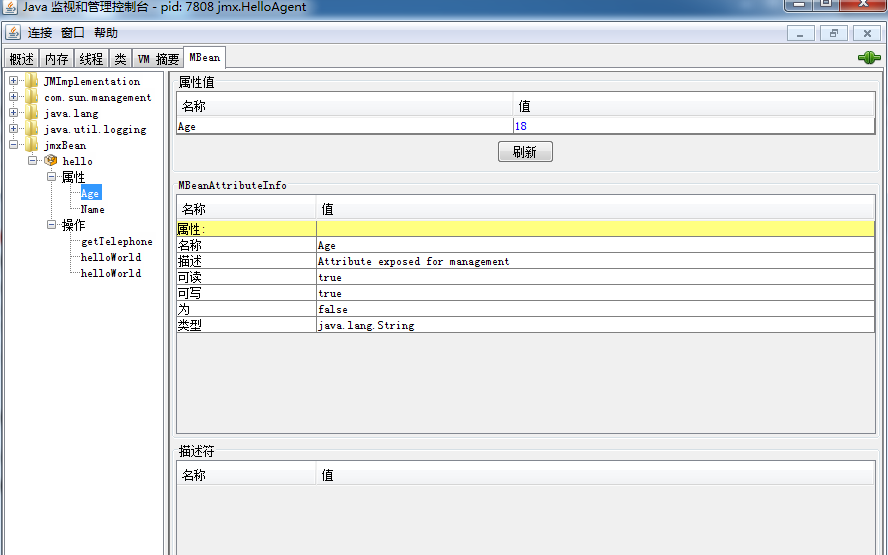 Java 监视和管理控制台 - pid: 7808 jmx.HelloAgent
连接 窗口 帮助
概述 内存 线程 类 VM 摘要 MBean
JMImplementation
com.sun.management
java.lang
java.util.logging
jmxBean
hello
属性
Age
Name
操作
getTelephone
helloWorld
helloWorld
属性值
名称 值
Age 18
刷新
MBeanAttributeInfo
名称 值
属性:
名称 Age
描述 Attribute exposed for management
可读 true
可写 true
为 false
类型 java.lang.String
描述符
名称 值